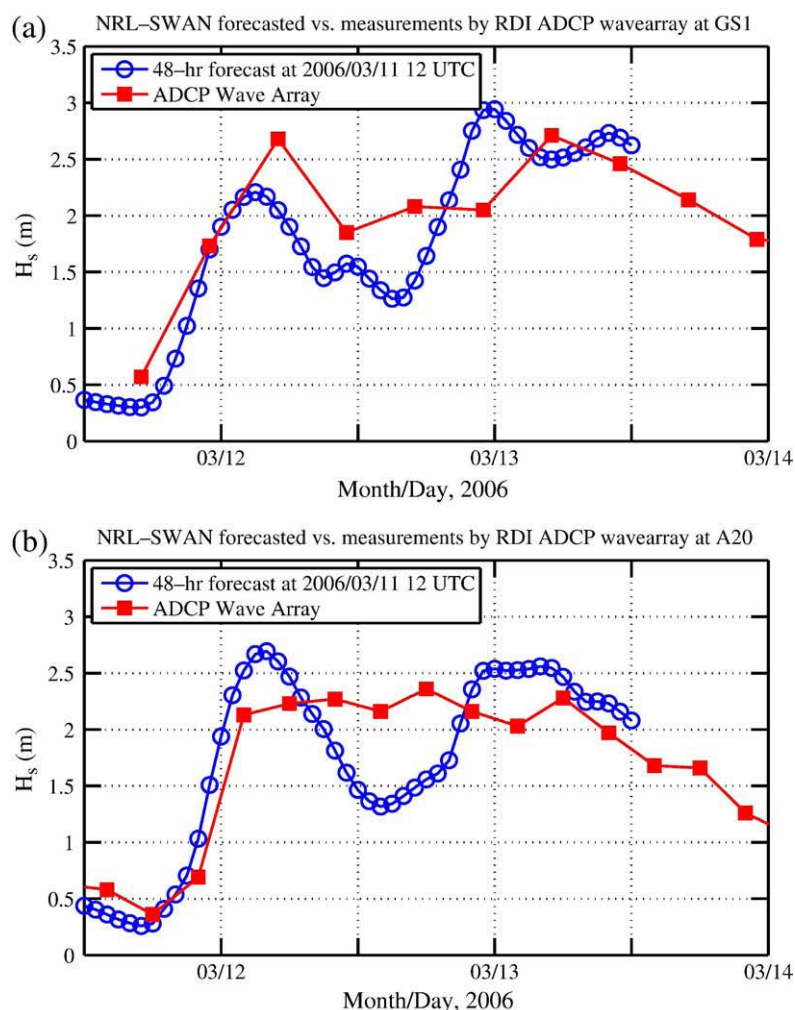 (a)
NRL–SWAN forecasted vs. measurements by RDI ADCP wavearray at GS1
3.5
48–hr forecast at 2006/03/11 12 UTC
ADCP Wave Array
3
2.5
2
1.5
1
0.5
0
H_s (m)
03/12
03/13
03/14
Month/Day, 2006
(b)
NRL–SWAN forecasted vs. measurements by RDI ADCP wavearray at A20
3.5
48–hr forecast at 2006/03/11 12 UTC
ADCP Wave Array
3
2.5
2
1.5
1
0.5
0
H_s (m)
03/12
03/13
03/14
Month/Day, 2006